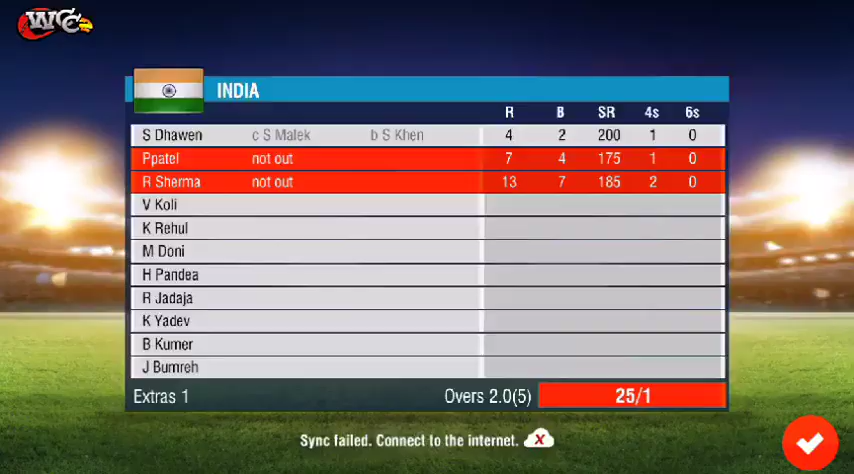 WCC
INDIA
R B SR 4s 6s
S Dhawen c S Malek b S Khen 4 2 200 1 0
Ppatel not out 7 4 175 1 0
R Sherma not out 13 7 185 2 0
V Koli
K Rehul
M Doni
H Pandea
R Jadaja
K Yadev
B Kumer
J Bumreh
Extras 1 Overs 2.0(5) 25/1
Sync failed. Connect to the internet. X